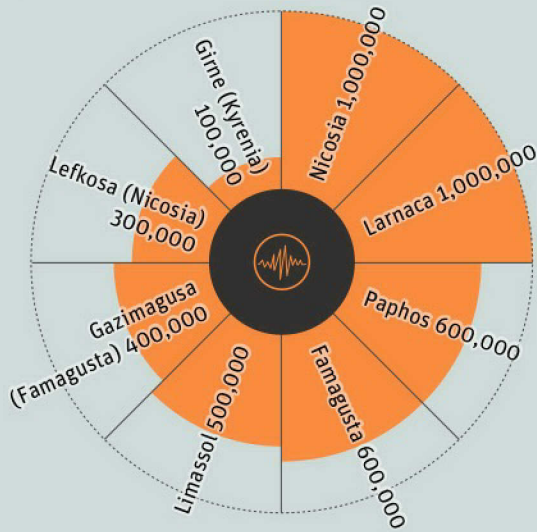 Nicosia 1,000,000
Larnaca 1,000,000
Paphos 600,000
Famagusta 600,000
Limassol 500,000
Gazimagusa
(Famagusta) 400,000
Lefkosa (Nicosia)
300,000
Girne (Kyrenia)
100,000